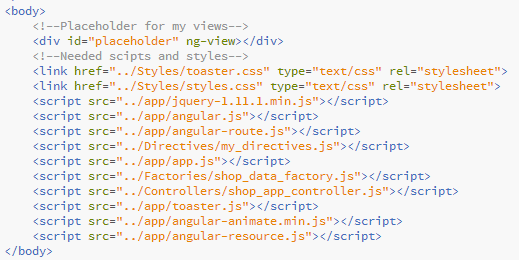 <body>
<!--Placeholder for my views-->
<div id="placeholder" ng-view></div>
<!--Needed scipts and styles-->
<link href="../Styles/toaster.css" type="text/css" rel="stylesheet">
<link href="../Styles/styles.css" type="text/css" rel="stylesheet">
<script src="../app/jquery-1.11.1.min.js"></script>
<script src="../app/angular.js"></script>
<script src="../app/angular-route.js"></script>
<script src="../Directives/my_directives.js"></script>
<script src="../app/app.js"></script>
<script src="../Factories/shop_data_factory.js"></script>
<script src="../Controllers/shop_app_controller.js"></script>
<script src="../app/toaster.js"></script>
<script src="../app/angular-animate.min.js"></script>
<script src="../app/angular-resource.js"></script>
</body>